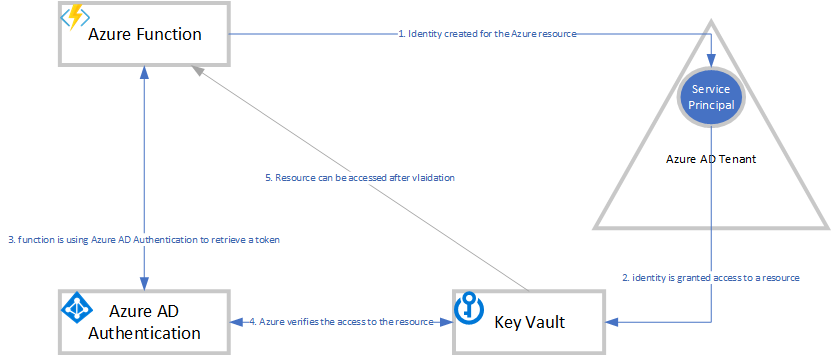 Azure Function
1. Identity created for the Azure resource
Service
Principal
Azure AD Tenant
5. Resource can be accessed after vlaidation
3. function is using Azure AD Authentication to retrieve a token
2. identity is granted access to a resource
Azure AD
Authentication
4. Azure verifies the access to the resource
Key Vault